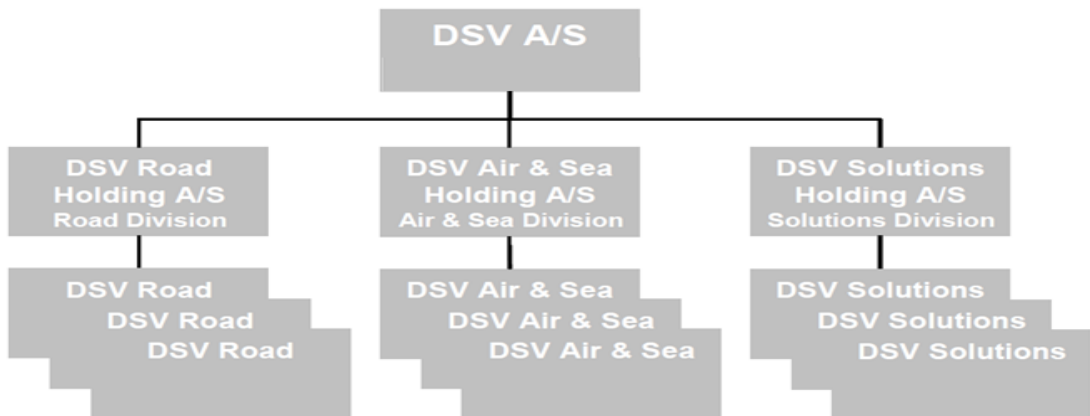 DSV A/S
DSV Road
Holding A/S
Road Division
DSV Air & Sea
Holding A/S
Air & Sea Division
DSV Solutions
Holding A/S
Solutions Division
DSV Road
DSV Road
DSV Road
DSV Air & Sea
DSV Air & Sea
DSV Air & Sea
DSV Solutions
DSV Solutions
DSV Solutions